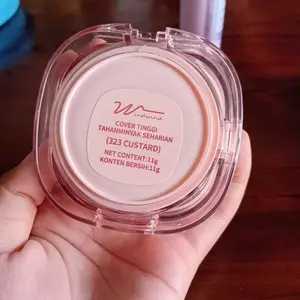 COVER TINGGI
TAHANMINYAK SEHARIAN
(323 CUSTARD)
NET CONTENT:11g
KONTEN BERSIH:11g